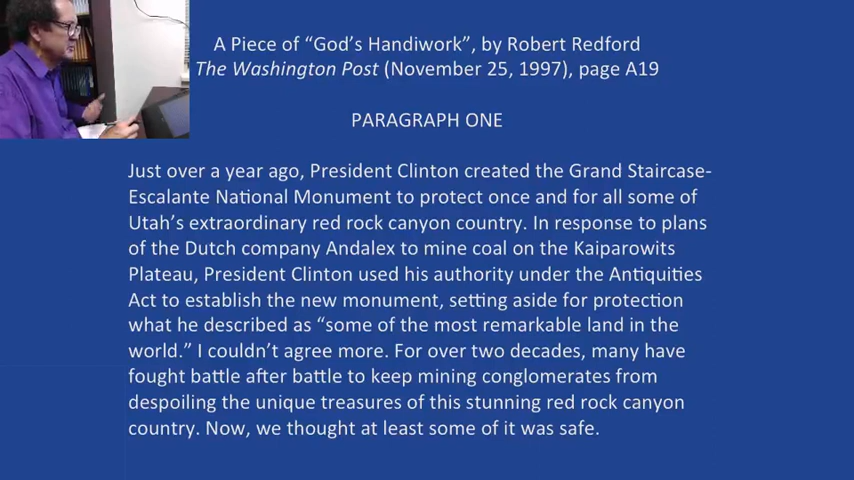 A Piece of “God’s Handiwork”, by Robert Redford
The Washington Post (November 25, 1997), page A19
PARAGRAPH ONE
Just over a year ago, President Clinton created the Grand Staircase-
Escalante National Monument to protect once and for all some of
Utah’s extraordinary red rock canyon country. In response to plans
of the Dutch company Andalex to mine coal on the Kaiparowits
Plateau, President Clinton used his authority under the Antiquities
Act to establish the new monument, setting aside for protection
what he described as “some of the most remarkable land in the
world.” I couldn’t agree more. For over two decades, many have
fought battle after battle to keep mining conglomerates from
despoiling the unique treasures of this stunning red rock canyon
country. Now, we thought at least some of it was safe.